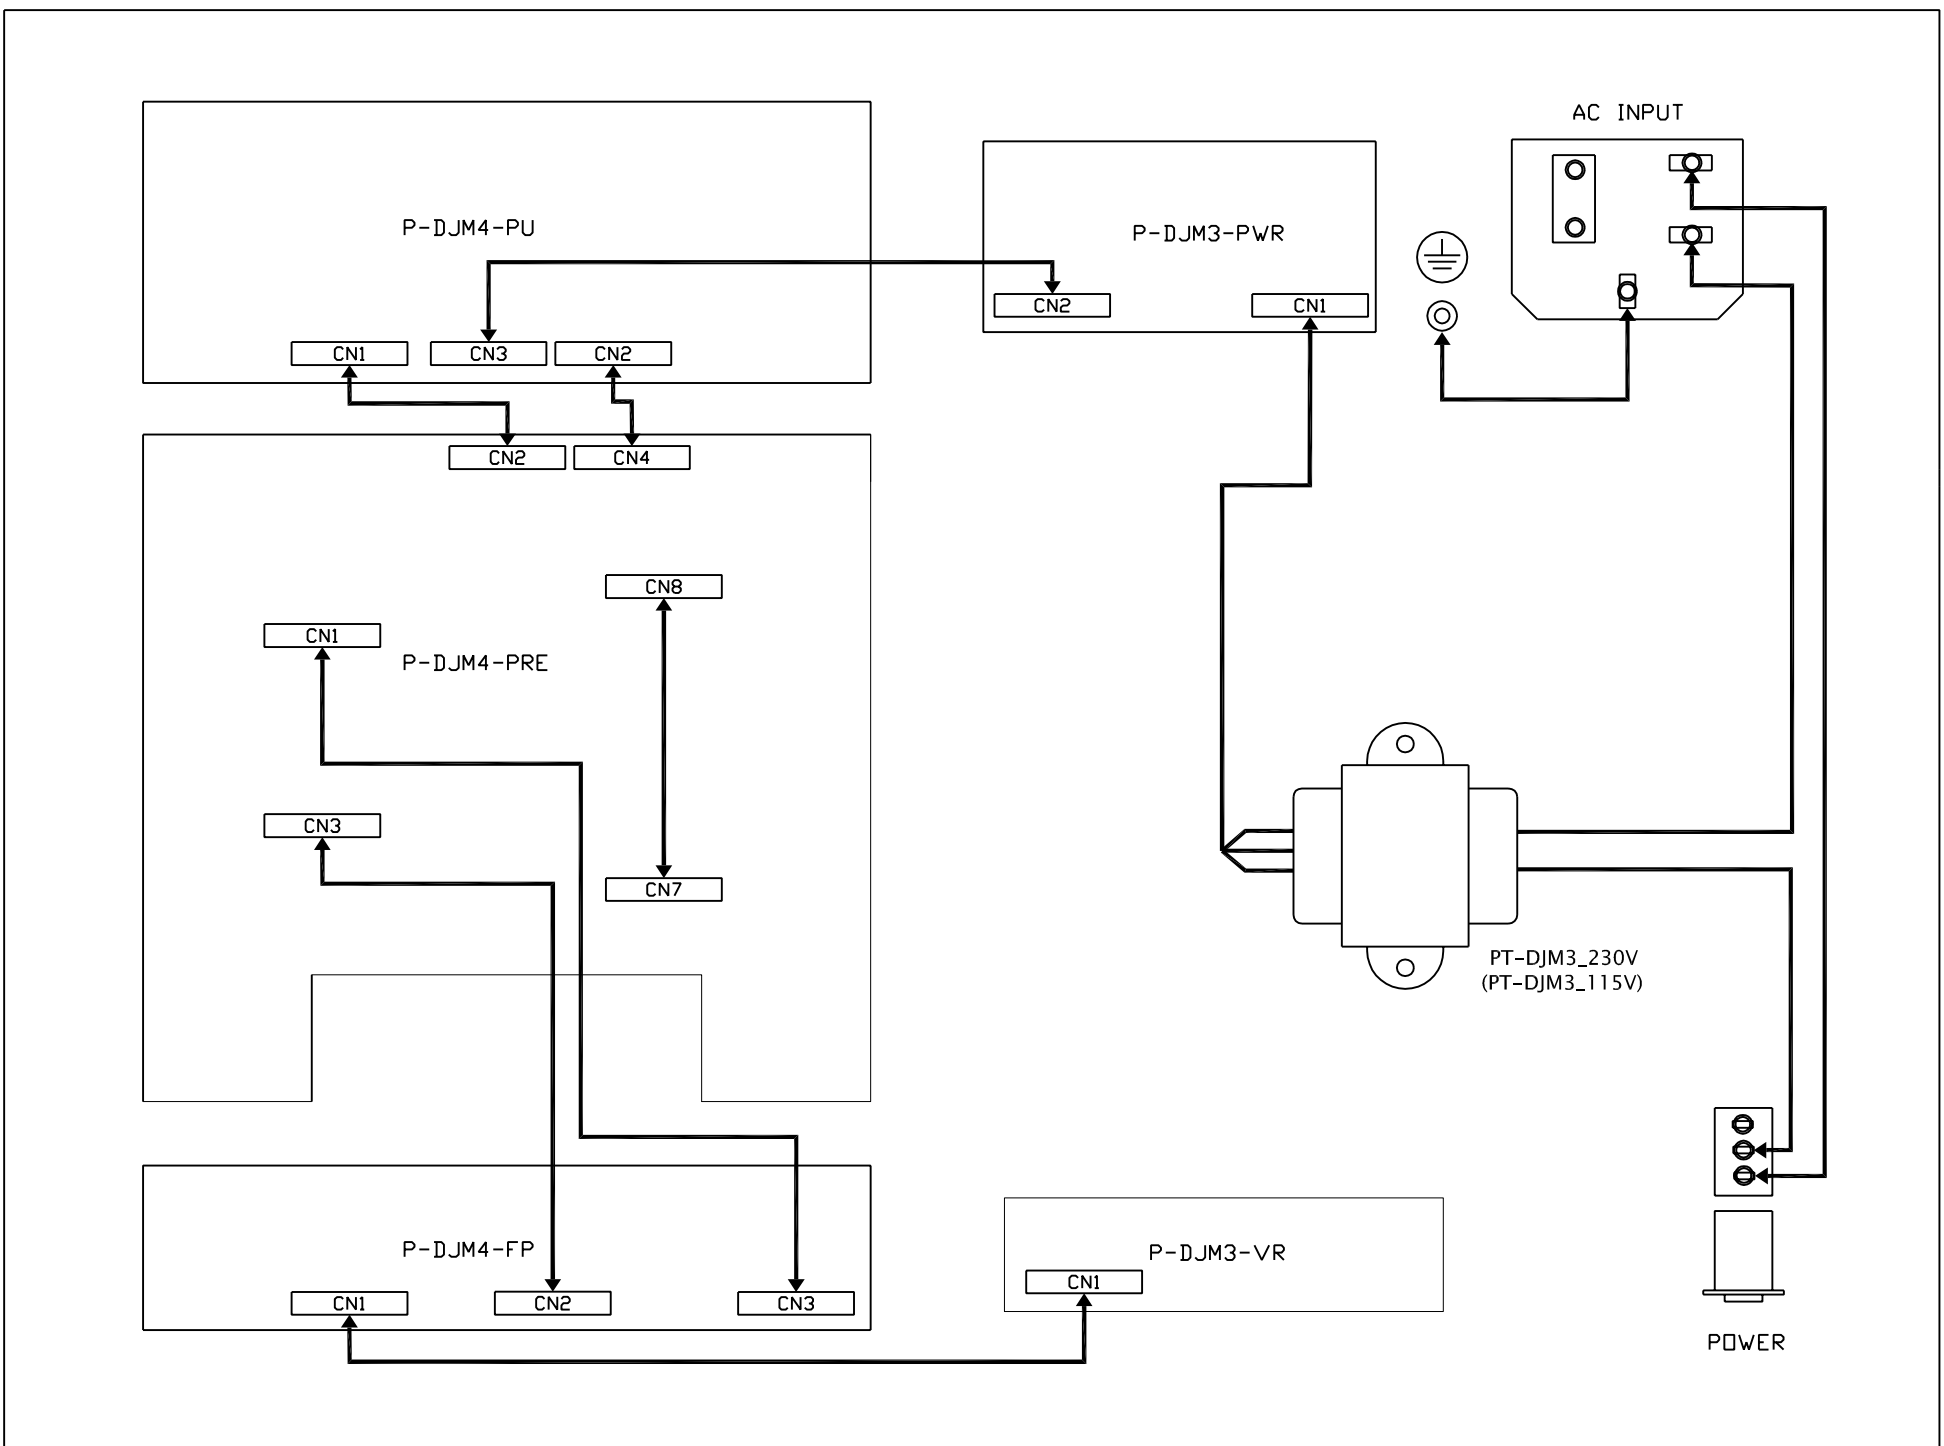 AC INPUT
P-DJM4-PU
P-DJM3-PWR
CN2
CN1
CN1
CN3
CN2
CN2
CN4
CN8
CN1
P-DJM4-PRE
CN3
CN7
PT-DJM3_230V
(PT-DJM3_115V)
P-DJM4-FP
P-DJM3-VR
CN1
CN1
CN2
CN3
POWER